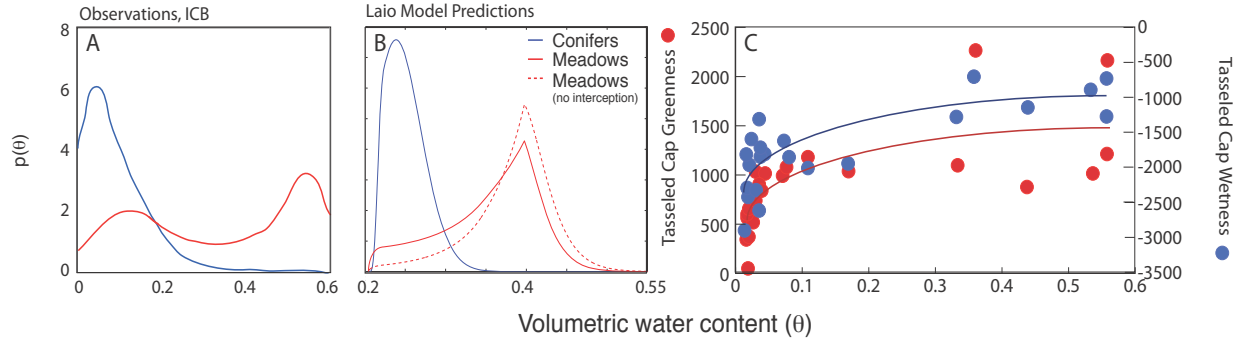 Observations, ICB
Laio Model Predictions
A
8
6
4
2
0
p(θ)
0
0.2
0.4
0.6
B
Conifers
Meadows
Meadows
(no interception)
0.2
0.4
0.55
Tasseled Cap Greenness
C
2500
2000
1500
1000
500
0
0
0.1
0.2
0.3
0.4
0.5
0.6
-0
-500
-1000
-1500
-2000
-2500
-3000
-3500
Tasseled Cap Wetness
Volumetric water content (θ)